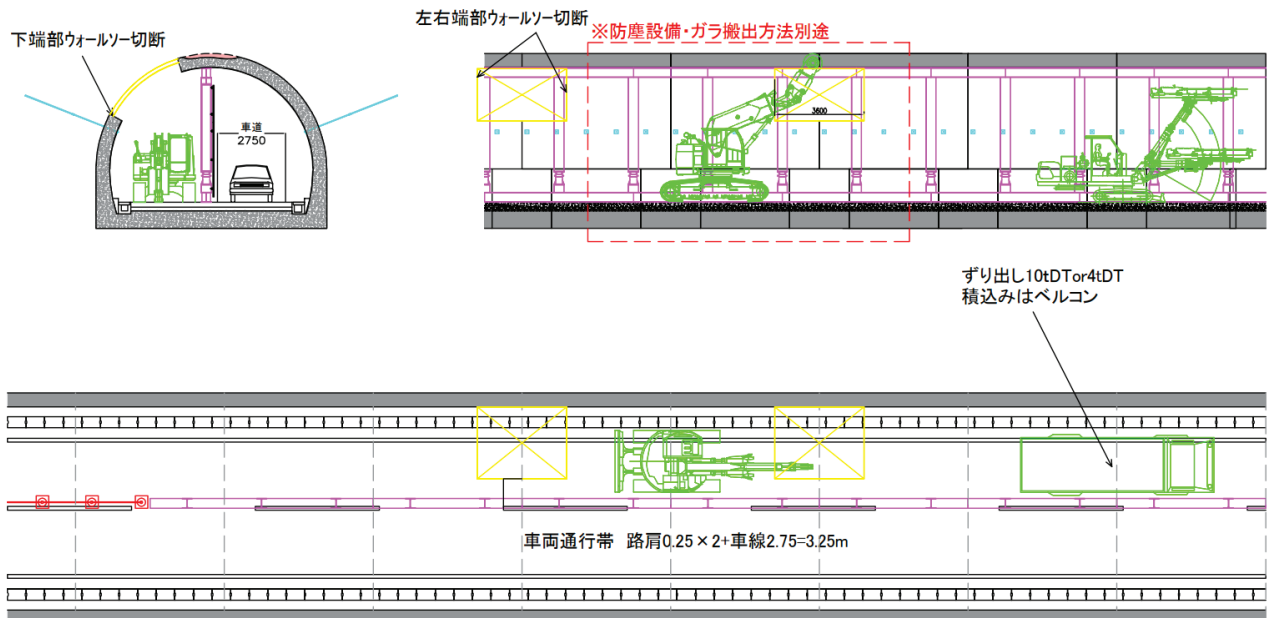 下端部ウォールソー切断
左右端部ウォールソー切断
※防塵設備・ガラ搬出方法別途
車道
2750
3600
ずり出し10tDTor4tDT
積込みはベルコン
車両通行帯 路肩0.25×2+車線2.75=3.25m